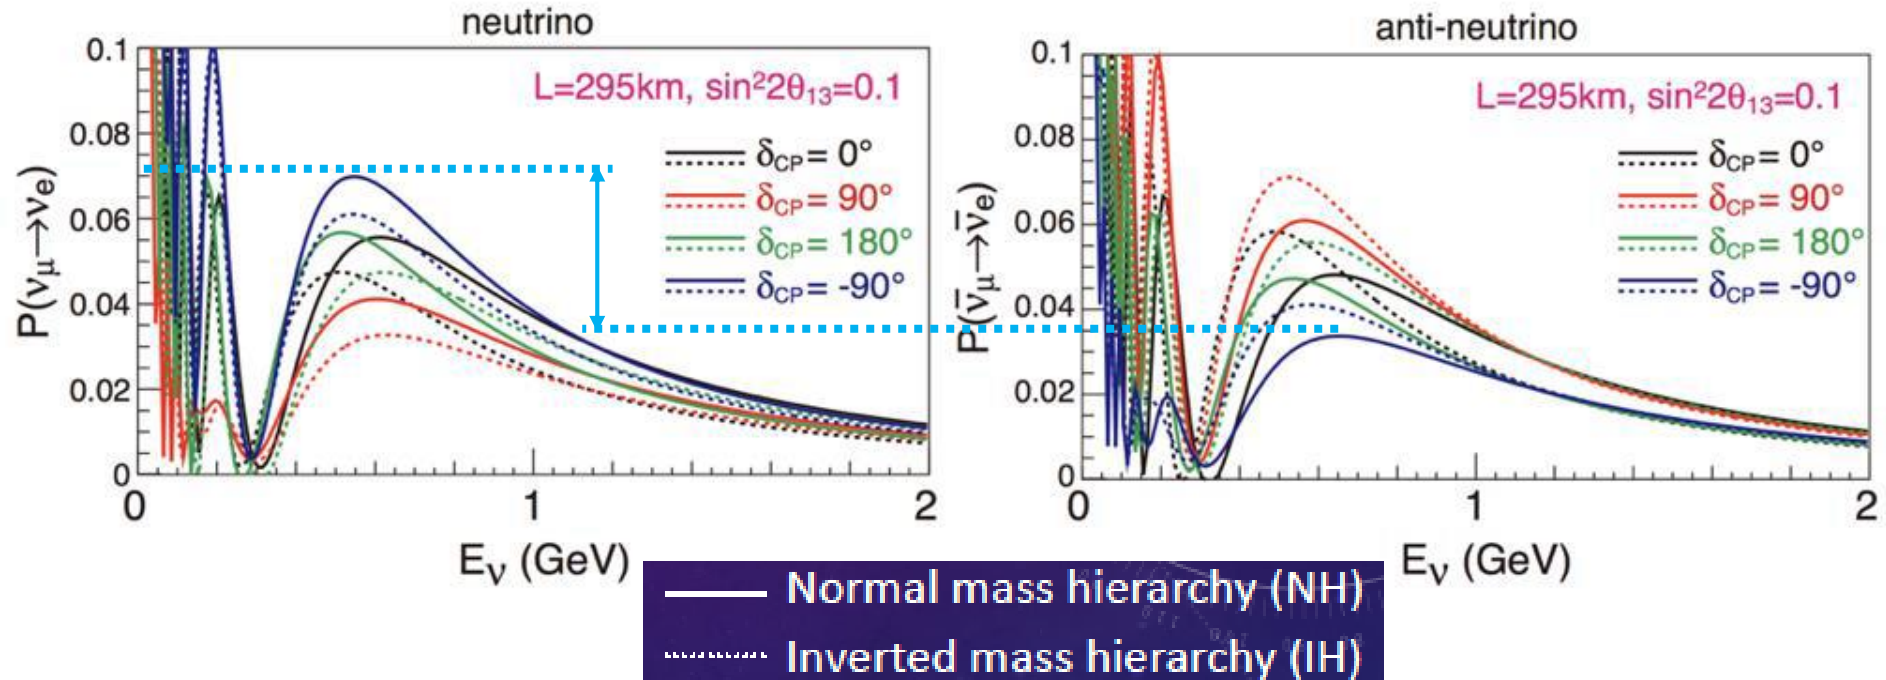 neutrino
L=295km, sin²2θ₁₃=0.1
δCP = 0°
δCP = 90°
δCP = 180°
δCP = -90°
P(νμ→νe)
0.1
0.08
0.06
0.04
0.02
0
0
1
2
Eν (GeV)
anti-neutrino
L=295km, sin²2θ₁₃=0.1
δCP = 0°
δCP = 90°
δCP = 180°
δCP = -90°
P(ν̄μ→ν̄e)
0.1
0.08
0.06
0.04
0.02
0
0
1
2
Eν (GeV)
Normal mass hierarchy (NH)
Inverted mass hierarchy (IH)